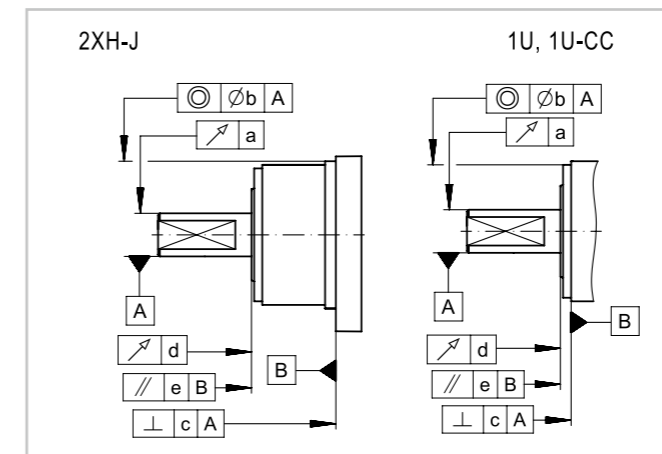 2XH-J
◎ Øb A
↗ a
A
↗ d
B
// e B
⊥ c A
1U, 1U-CC
◎ Øb A
↗ a
A
B
↗ d
// e B
⊥ c A